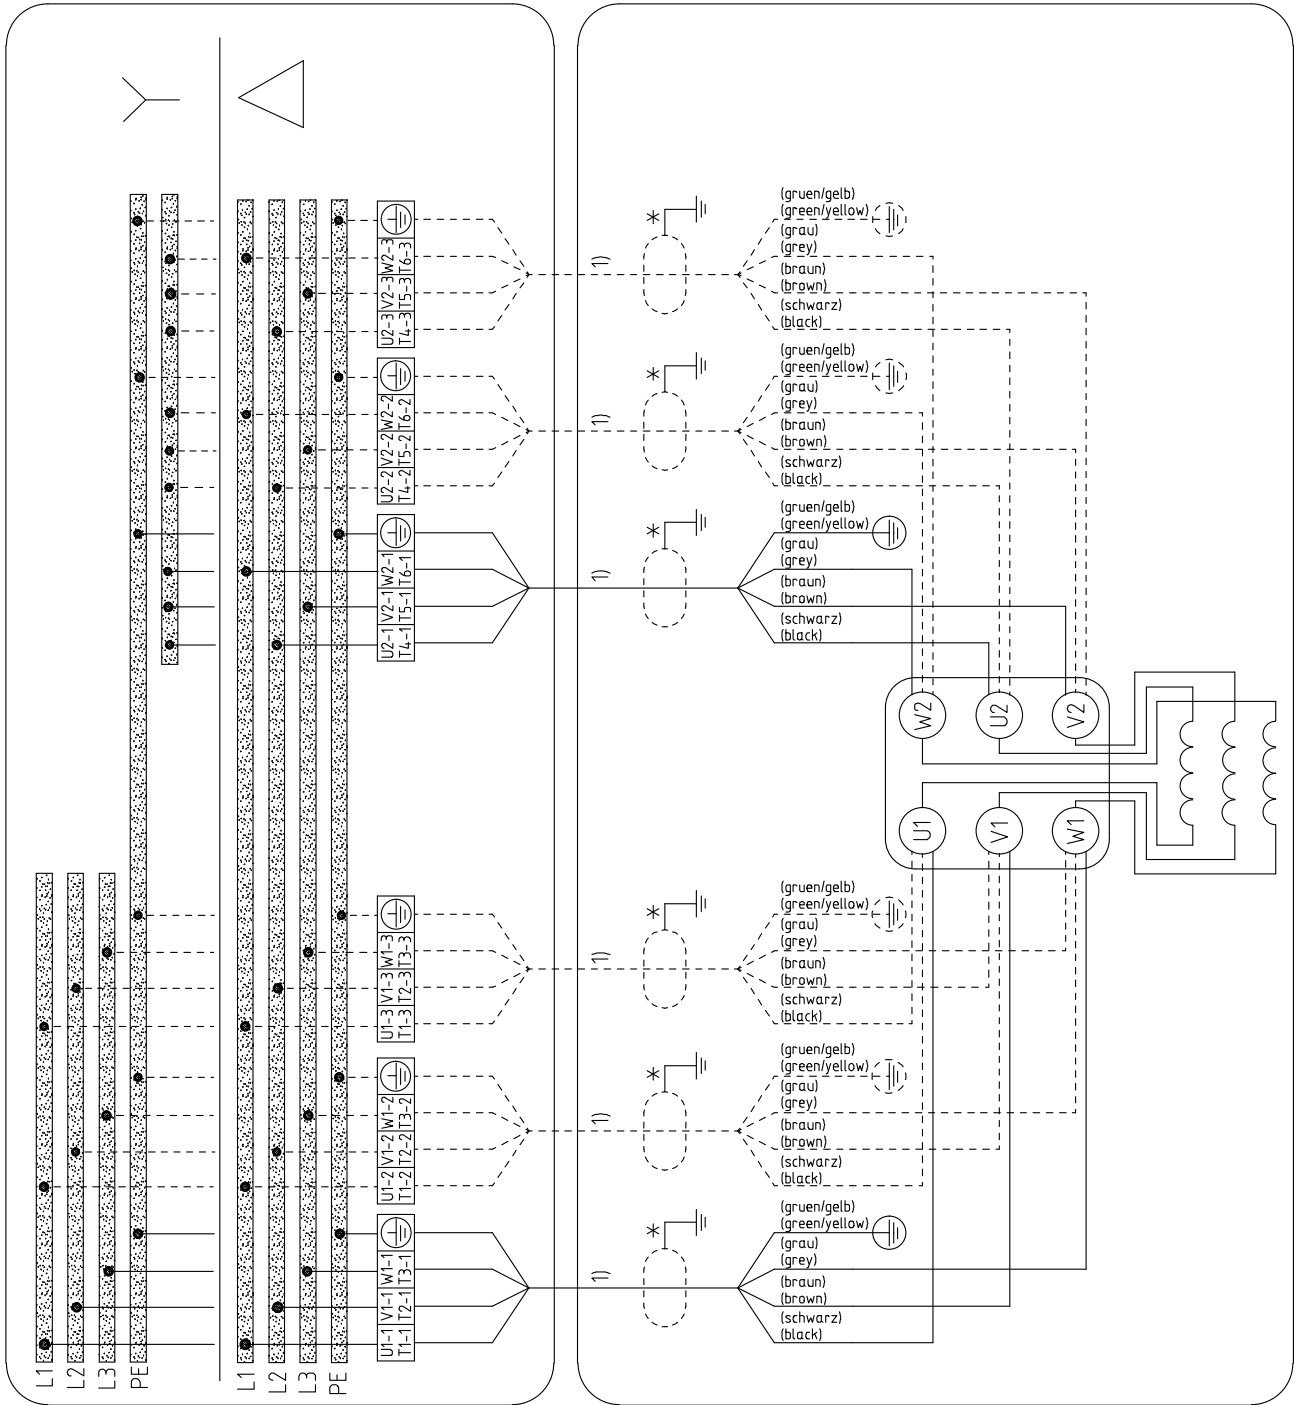 (gruen/gelb)
(green/yellow)
(grau)
(grey)
(braun)
(brown)
(schwarz)
(black)
U2-3 V2-3 W2-3
T4-3 T5-3 T6-3
1)
*
(gruen/gelb)
(green/yellow)
(grau)
(grey)
(braun)
(brown)
(schwarz)
(black)
U2-2 V2-2 W2-2
T4-2 T5-2 T6-2
1)
*
(gruen/gelb)
(green/yellow)
(grau)
(grey)
(braun)
(brown)
(schwarz)
(black)
U2-1 V2-1 W2-1
T4-1 T5-1 T6-1
1)
*
W2
U2
V2
U1
V1
W1
(gruen/gelb)
(green/yellow)
(grau)
(grey)
(braun)
(brown)
(schwarz)
(black)
U1-3 V1-3 W1-3
T1-3 T2-3 T3-3
1)
*
(gruen/gelb)
(green/yellow)
(grau)
(grey)
(braun)
(brown)
(schwarz)
(black)
U1-2 V1-2 W1-2
T1-2 T2-2 T3-2
1)
*
(gruen/gelb)
(green/yellow)
(grau)
(grey)
(braun)
(brown)
(schwarz)
(black)
U1-1 V1-1 W1-1
T1-1 T2-1 T3-1
1)
*
L1
L2
L3
PE
L1
L2
L3
PE